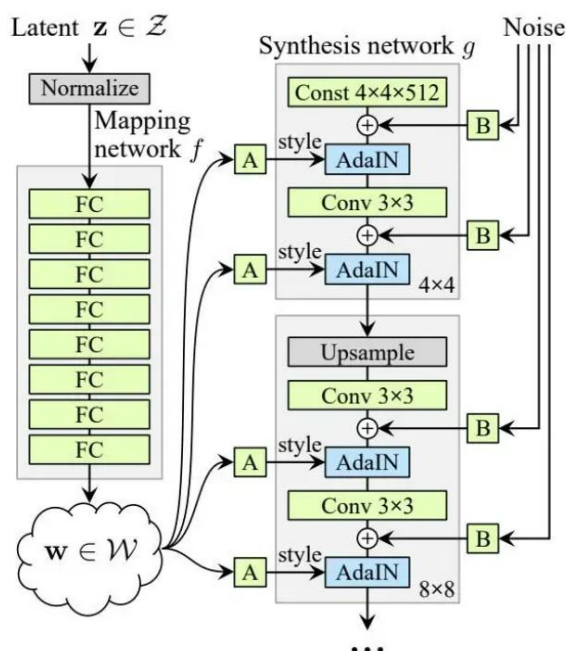 Latent z ∈ Z
Normalize
Mapping
network f
FC
FC
FC
FC
FC
FC
FC
FC
w ∈ W
Synthesis network g
Noise
Const 4×4×512
B
A
style
AdaIN
Conv 3×3
B
A
style
AdaIN
4×4
Upsample
Conv 3×3
B
A
style
AdaIN
Conv 3×3
B
A
style
AdaIN
8×8
...